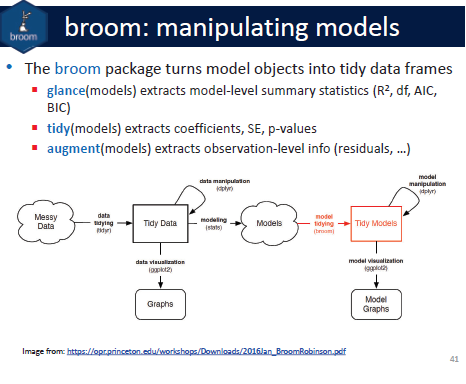 broom
broom: manipulating models
• The broom package turns model objects into tidy data frames
▪ glance(models) extracts model-level summary statistics (R², df, AIC,
BIC)
▪ tidy(models) extracts coefficients, SE, p-values
▪ augment(models) extracts observation-level info (residuals, ...)
data manipulation
(dplyr)
model
manipulation
(dplyr)
Messy
Data
data
tidying
(tidyr)
Tidy Data
modeling
(stats)
Models
model
tidying
(broom)
Tidy Models
data visualization
(ggplot2)
model visualization
(ggplot2)
Graphs
Model
Graphs
Image from: https://opr.princeton.edu/workshops/Downloads/2016Jan_BroomRobinson.pdf
41